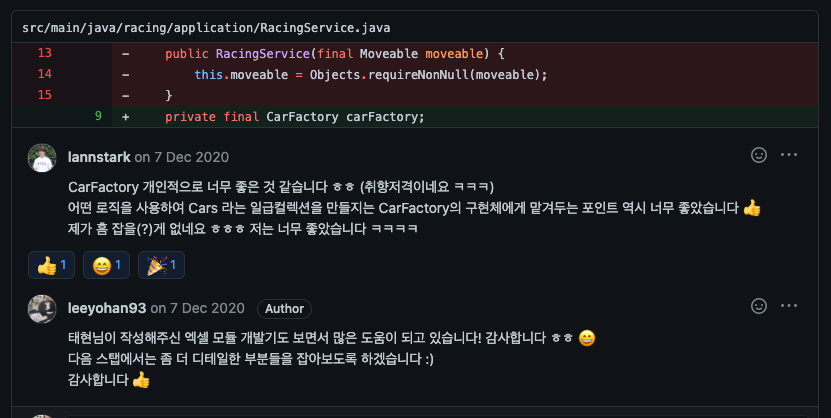 src/main/java/racing/application/RacingService.java
13 - public RacingService(final Moveable moveable) {
14 - this.moveable = Objects.requireNonNull(moveable);
15 - }
9 + private final CarFactory carFactory;
lannstark on 7 Dec 2020
CarFactory 개인적으로 너무 좋은 것 같습니다 ㅎㅎ (취향저격이네요 ㅋㅋㅋ)
어떤 로직을 사용하여 Cars 라는 일급컬렉션을 만들지는 CarFactory의 구현체에게 맡겨두는 포인트 역시 너무 좋았습니다 👍
제가 흠 잡을(?)게 없네요 ㅎㅎㅎ 저는 너무 좋았습니다 ㅋㅋㅋㅋ
👍 1 😄 1 🎉 1
leeyohan93 on 7 Dec 2020 Author
태현님이 작성해주신 엑셀 모듈 개발기도 보면서 많은 도움이 되고 있습니다! 감사합니다 ㅎㅎ 😄
다음 스탭에서는 좀 더 디테일한 부분들을 잡아보도록 하겠습니다 :)
감사합니다 👍